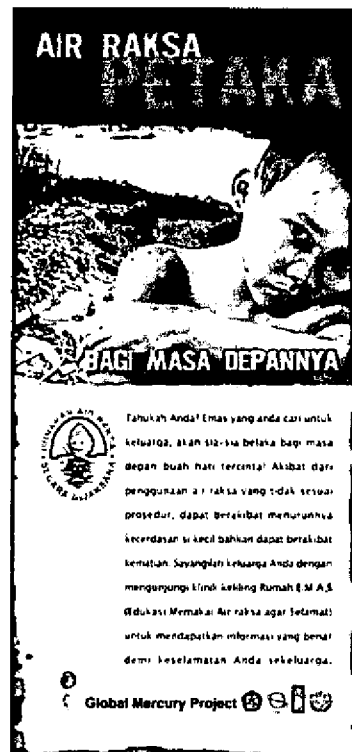 AIR RAKSA
PETAKA
BAGI MASA DEPANNYA
Tahukah Anda! Emas yang anda cari untuk
keluarga, akan sia-sia belaka bagi masa
depan buah hati tercinta! Akibat dari
penggunaan air raksa yang tidak sesuai
prosedur, dapat berakibat menurunnya
kecerdasan si kecil bahkan dapat berakibat
kematian. Sayangilah keluarga Anda dengan
mengunjungi klinik keliling Rumah E.M.A.S
(Edukasi Memakai Air raksa agar Selamat)
untuk mendapatkan informasi yang benar
demi keselamatan Anda sekeluarga.
Global Mercury Project